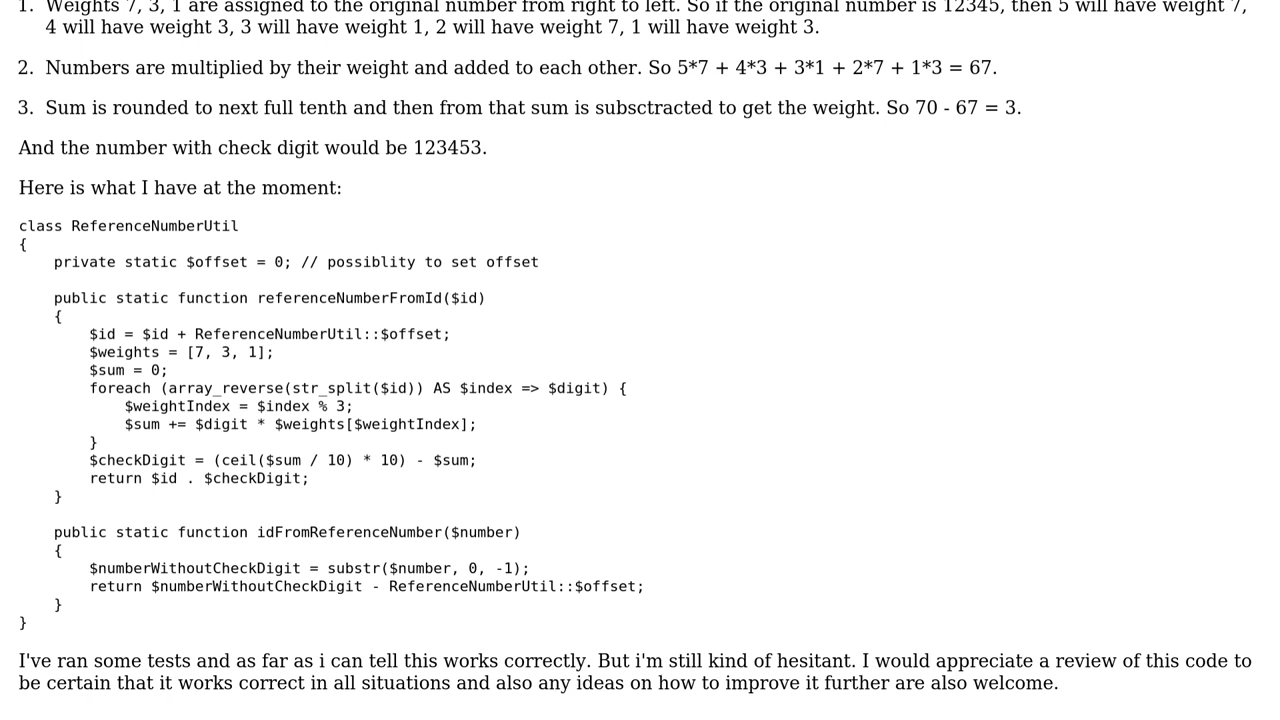 1. Weights 7, 3, 1 are assigned to the original number from right to left. So if the original number is 12345, then 5 will have weight 7,
4 will have weight 3, 3 will have weight 1, 2 will have weight 7, 1 will have weight 3.
2. Numbers are multiplied by their weight and added to each other. So 5*7 + 4*3 + 3*1 + 2*7 + 1*3 = 67.
3. Sum is rounded to next full tenth and then from that sum is subsctracted to get the weight. So 70 - 67 = 3.
And the number with check digit would be 123453.
Here is what I have at the moment:
class ReferenceNumberUtil
{
    private static $offset = 0; // possiblity to set offset
    public static function referenceNumberFromId($id)
    {
        $id = $id + ReferenceNumberUtil::$offset;
        $weights = [7, 3, 1];
        $sum = 0;
        foreach (array_reverse(str_split($id)) AS $index => $digit) {
            $weightIndex = $index % 3;
            $sum += $digit * $weights[$weightIndex];
        }
        $checkDigit = (ceil($sum / 10) * 10) - $sum;
        return $id . $checkDigit;
    }
    public static function idFromReferenceNumber($number)
    {
        $numberWithoutCheckDigit = substr($number, 0, -1);
        return $numberWithoutCheckDigit - ReferenceNumberUtil::$offset;
    }
}
I've ran some tests and as far as i can tell this works correctly. But i'm still kind of hesitant. I would appreciate a review of this code to
be certain that it works correct in all situations and also any ideas on how to improve it further are also welcome.